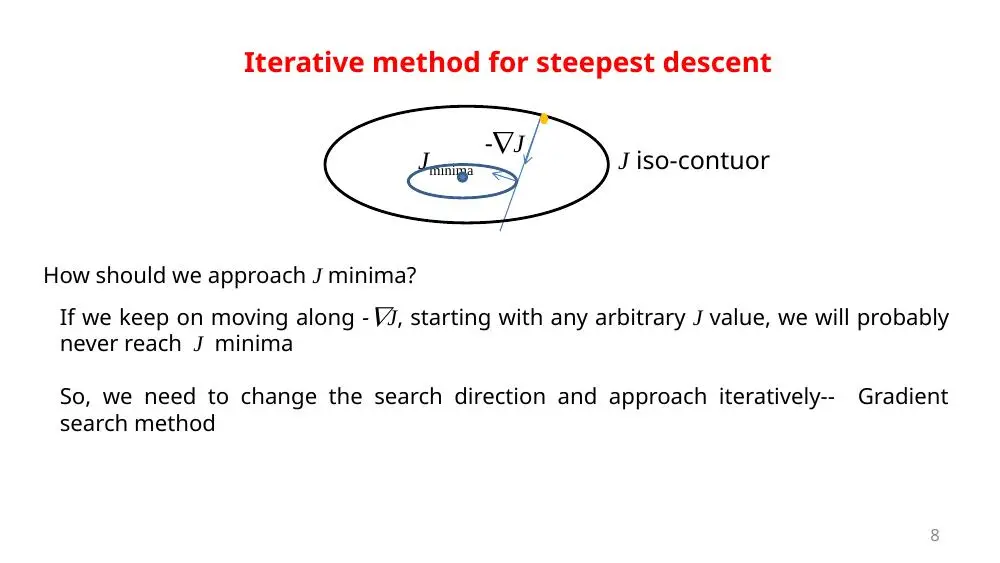 Iterative method for steepest descent
-∇J
J minima
J iso-contuor
How should we approach J minima?
If we keep on moving along -∇J, starting with any arbitrary J value, we will probably
never reach J minima
So, we need to change the search direction and approach iteratively-- Gradient
search method
8